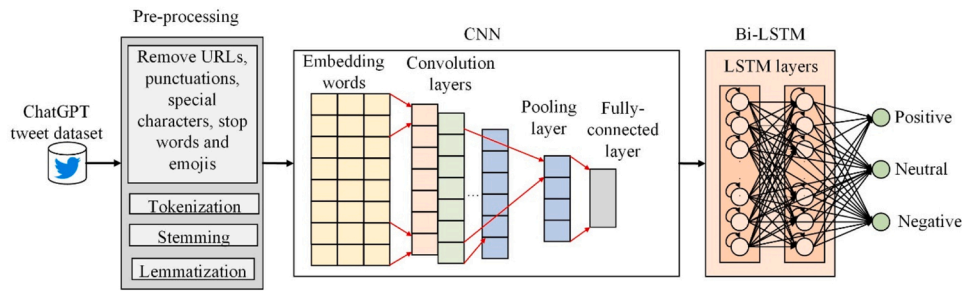 Pre-processing
CNN
Bi-LSTM
ChatGPT
tweet dataset
Remove URLs,
punctuations,
special
characters, stop
words and
emojis
Tokenization
Stemming
Lemmatization
Embedding
words
Convolution
layers
...
Pooling
layer
Fully-
connected
layer
LSTM layers
Positive
Neutral
Negative